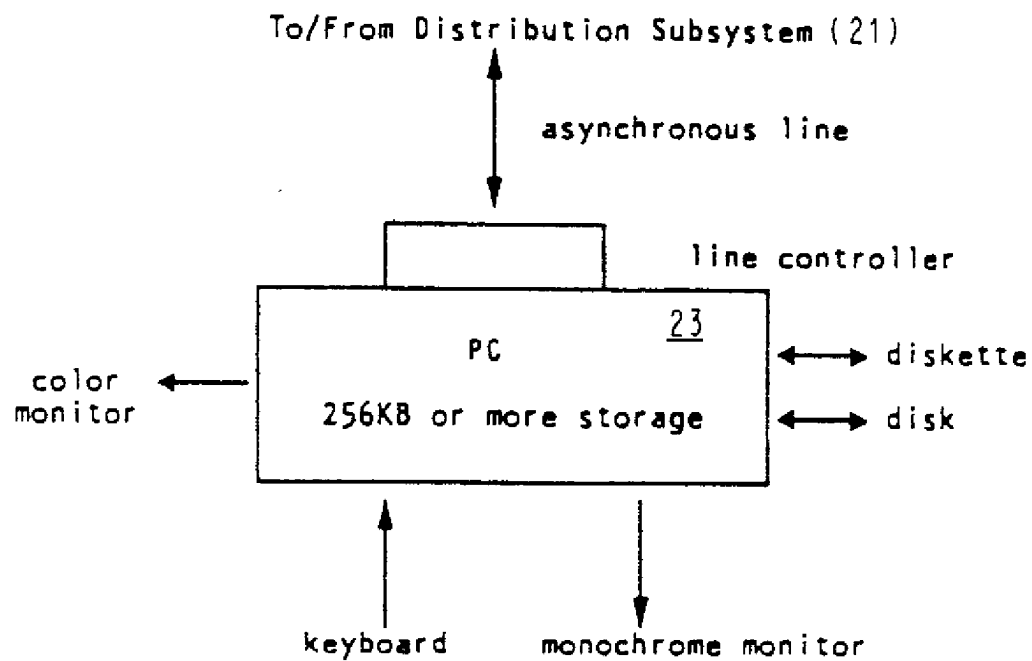 To/From Distribution Subsystem (21)
asynchronous line
line controller
23
PC
256KB or more storage
color
monitor
diskette
disk
keyboard
monochrome monitor